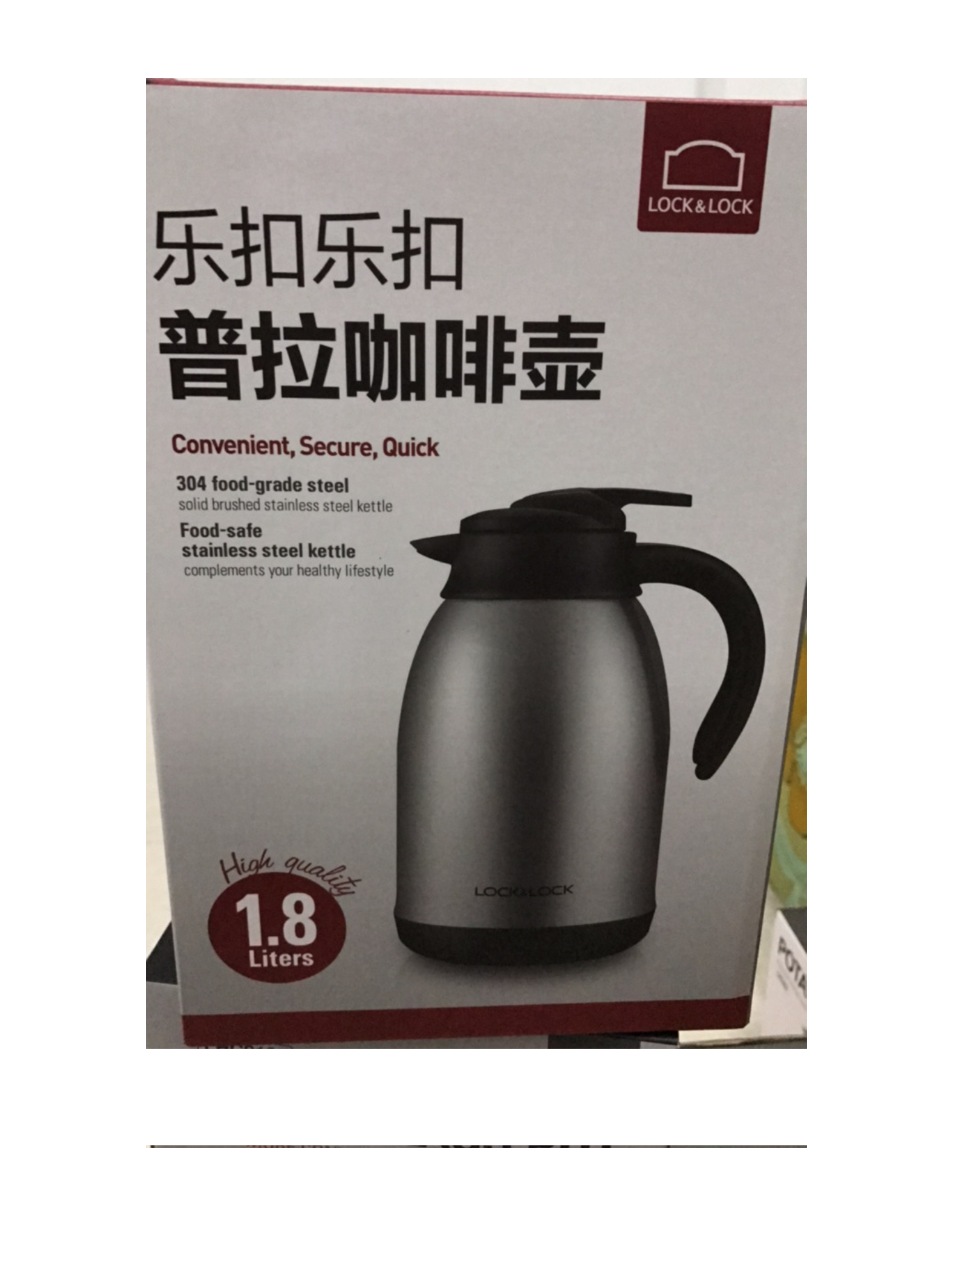 LOCK&LOCK
乐扣乐扣
普拉咖啡壶
Convenient, Secure, Quick
304 food-grade steel
solid brushed stainless steel kettle
Food-safe
stainless steel kettle
complements your healthy lifestyle
LOCK&LOCK
High quality
1.8
Liters
POTA